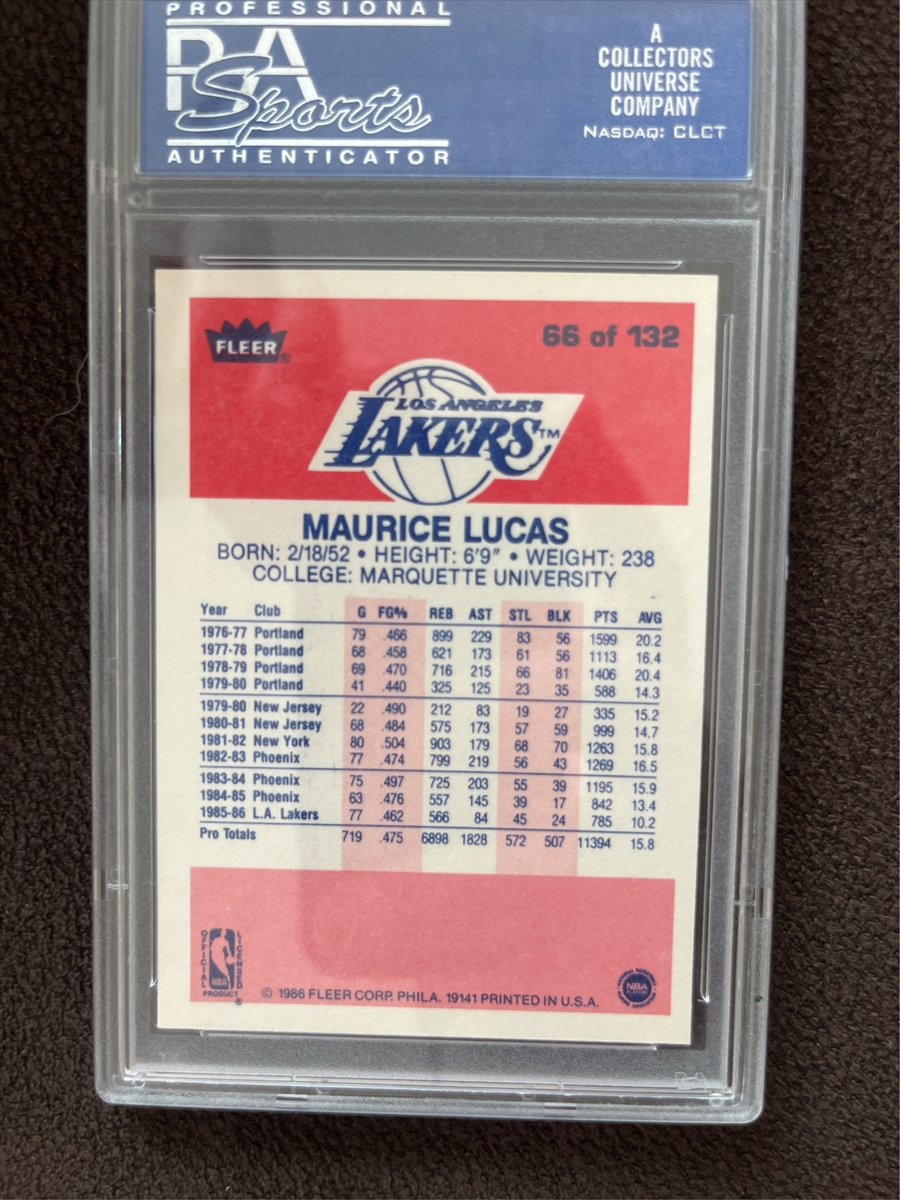 PROFESSIONAL
PSA
Sports
AUTHENTICATOR
A
COLLECTORS
UNIVERSE
COMPANY
NASDAQ: CLCT
FLEER®
66 of 132
LOS ANGELES
LAKERS™
MAURICE LUCAS
BORN: 2/18/52 • HEIGHT: 6'9" • WEIGHT: 238
COLLEGE: MARQUETTE UNIVERSITY
Year Club G FG% REB AST STL BLK PTS AVG
1976-77 Portland 79 .466 899 229 83 56 1599 20.2
1977-78 Portland 68 .458 621 173 61 56 1113 16.4
1978-79 Portland 69 .470 716 215 66 81 1406 20.4
1979-80 Portland 41 .440 325 125 23 35 588 14.3
1979-80 New Jersey 22 .490 212 83 19 27 335 15.2
1980-81 New Jersey 68 .484 575 173 57 59 999 14.7
1981-82 New York 80 .504 903 179 68 70 1263 15.8
1982-83 Phoenix 77 .474 799 219 56 43 1269 16.5
1983-84 Phoenix 75 .497 725 203 55 39 1195 15.9
1984-85 Phoenix 63 .476 557 145 39 17 842 13.4
1985-86 L.A. Lakers 77 .462 566 84 45 24 785 10.2
Pro Totals 719 .475 6898 1828 572 507 11394 15.8
OFFICIAL LICENSED
NBA
PRODUCT®
© 1986 FLEER CORP. PHILA. 19141 PRINTED IN U.S.A.
NBA
PLAYERS